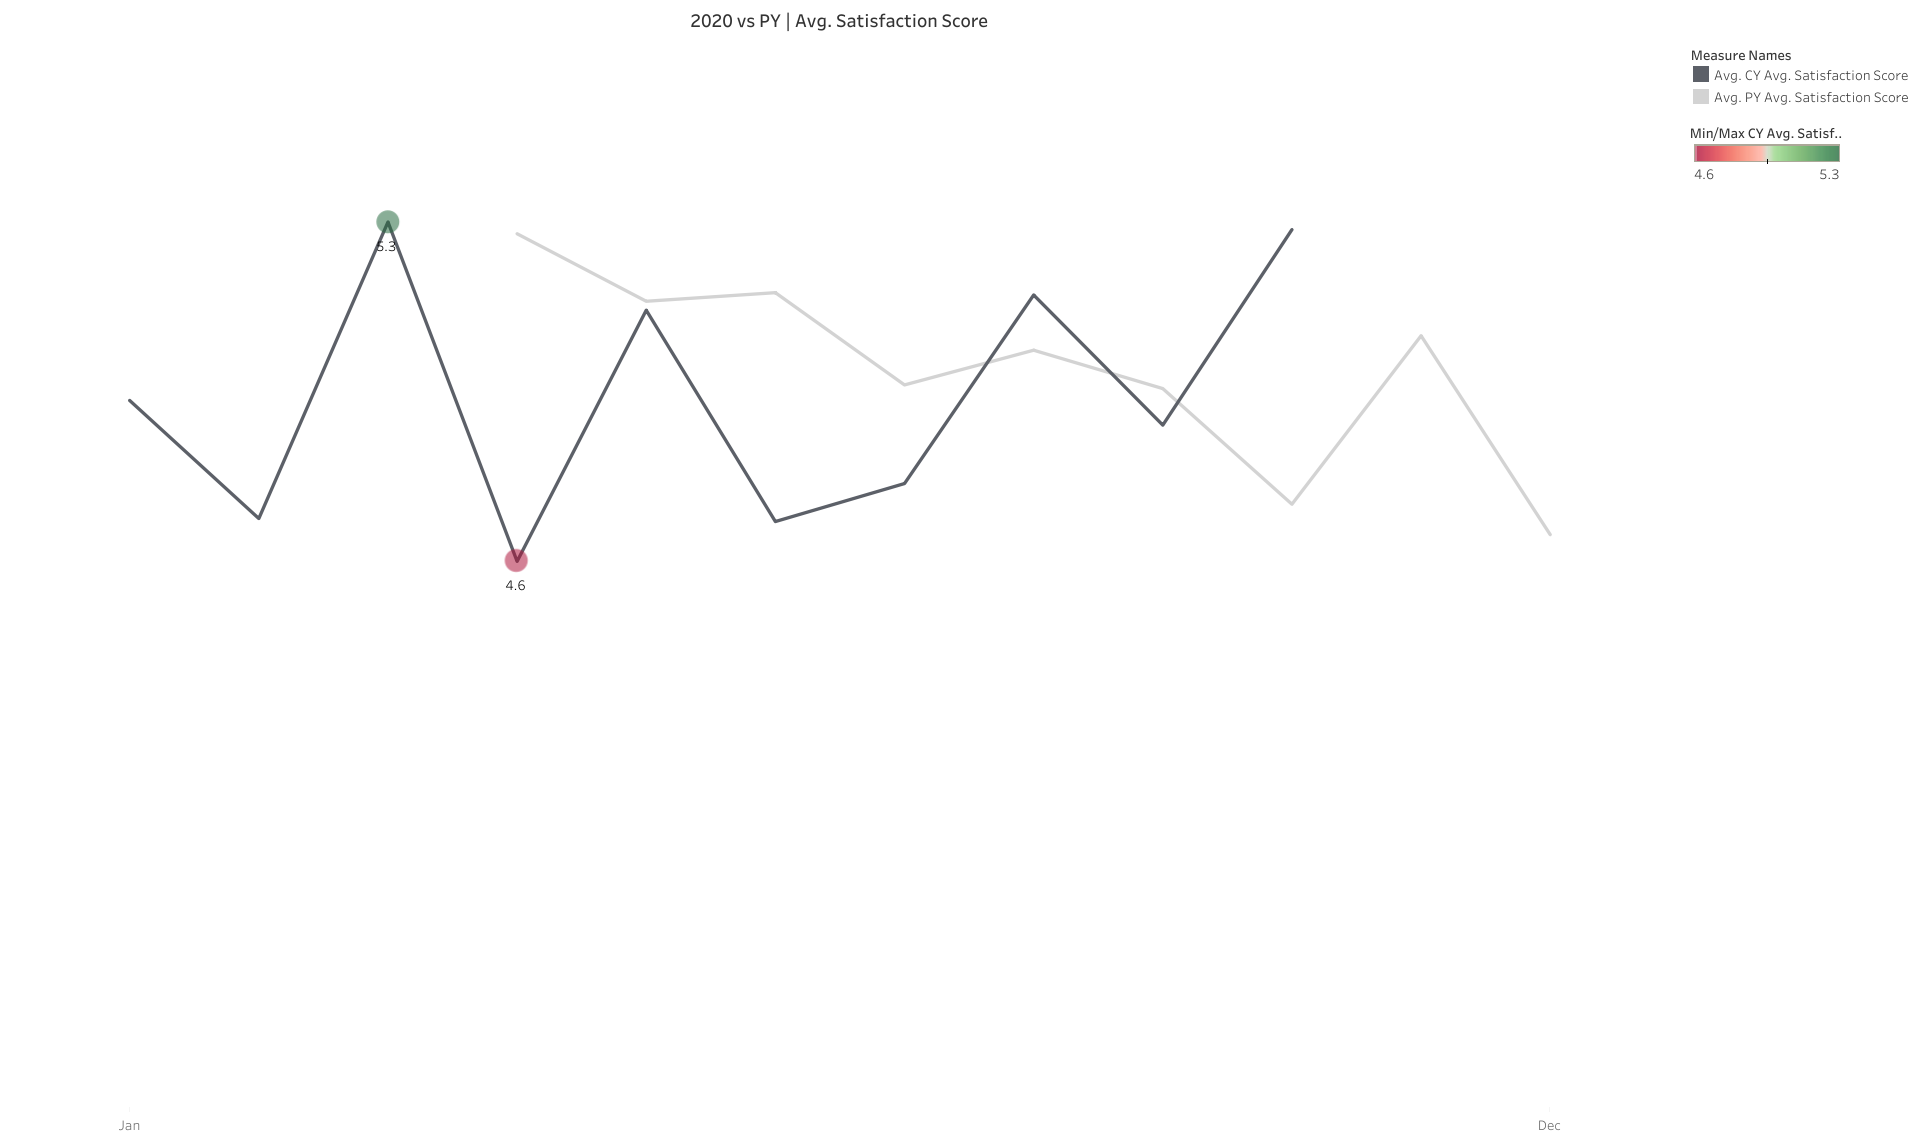 2020 vs PY | Avg. Satisfaction Score
Measure Names
Avg. CY Avg. Satisfaction Score
Avg. PY Avg. Satisfaction Score
Min/Max CY Avg. Satisf..
4.6 5.3
5.3
4.6
Jan Dec